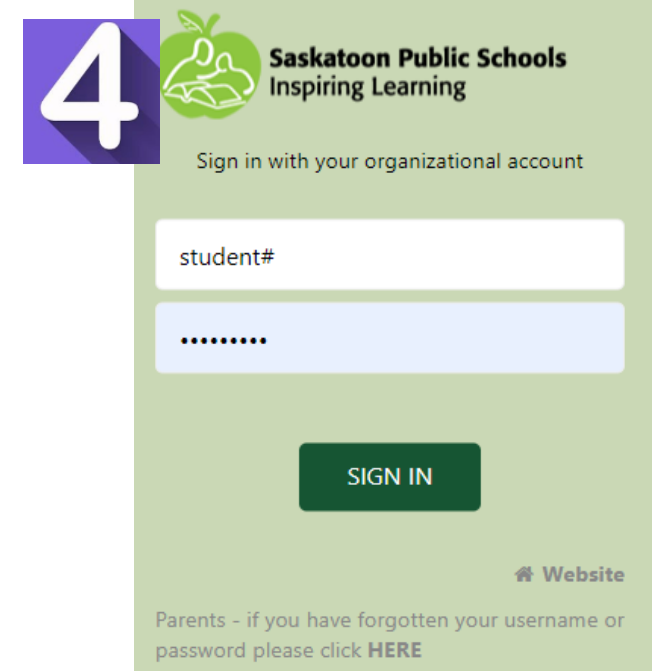 4
Saskatoon Public Schools
Inspiring Learning
Sign in with your organizational account
student#
•••••••••
SIGN IN
Website
Parents - if you have forgotten your username or
password please click HERE